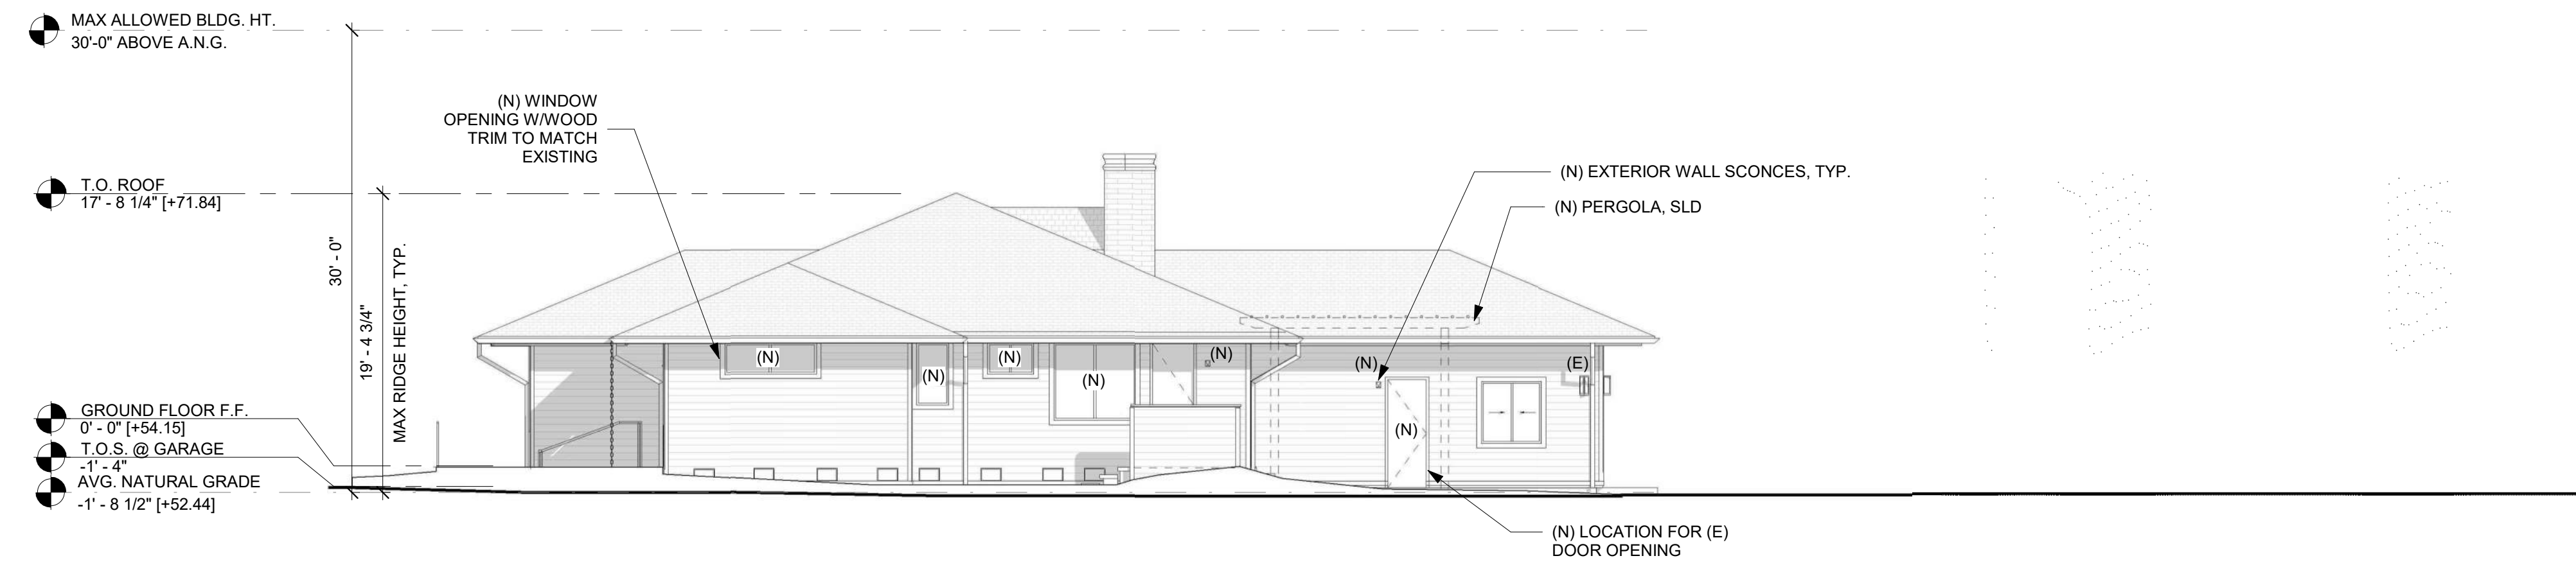 MAX ALLOWED BLDG. HT.
30'-0" ABOVE A.N.G.
(N) WINDOW
OPENING W/WOOD
TRIM TO MATCH
EXISTING
(N) EXTERIOR WALL SCONCES, TYP.
(N) PERGOLA, SLD
T.O. ROOF
17' - 8 1/4" [+71.84]
30' - 0"
19' - 4 3/4"
MAX RIDGE HEIGHT, TYP.
(N)
(N)
(N)
(N)
(N)
(N)
(E)
(N)
GROUND FLOOR F.F.
0' - 0" [+54.15]
T.O.S. @ GARAGE
-1' - 4"
AVG. NATURAL GRADE
-1' - 8 1/2" [+52.44]
(N) LOCATION FOR (E)
DOOR OPENING